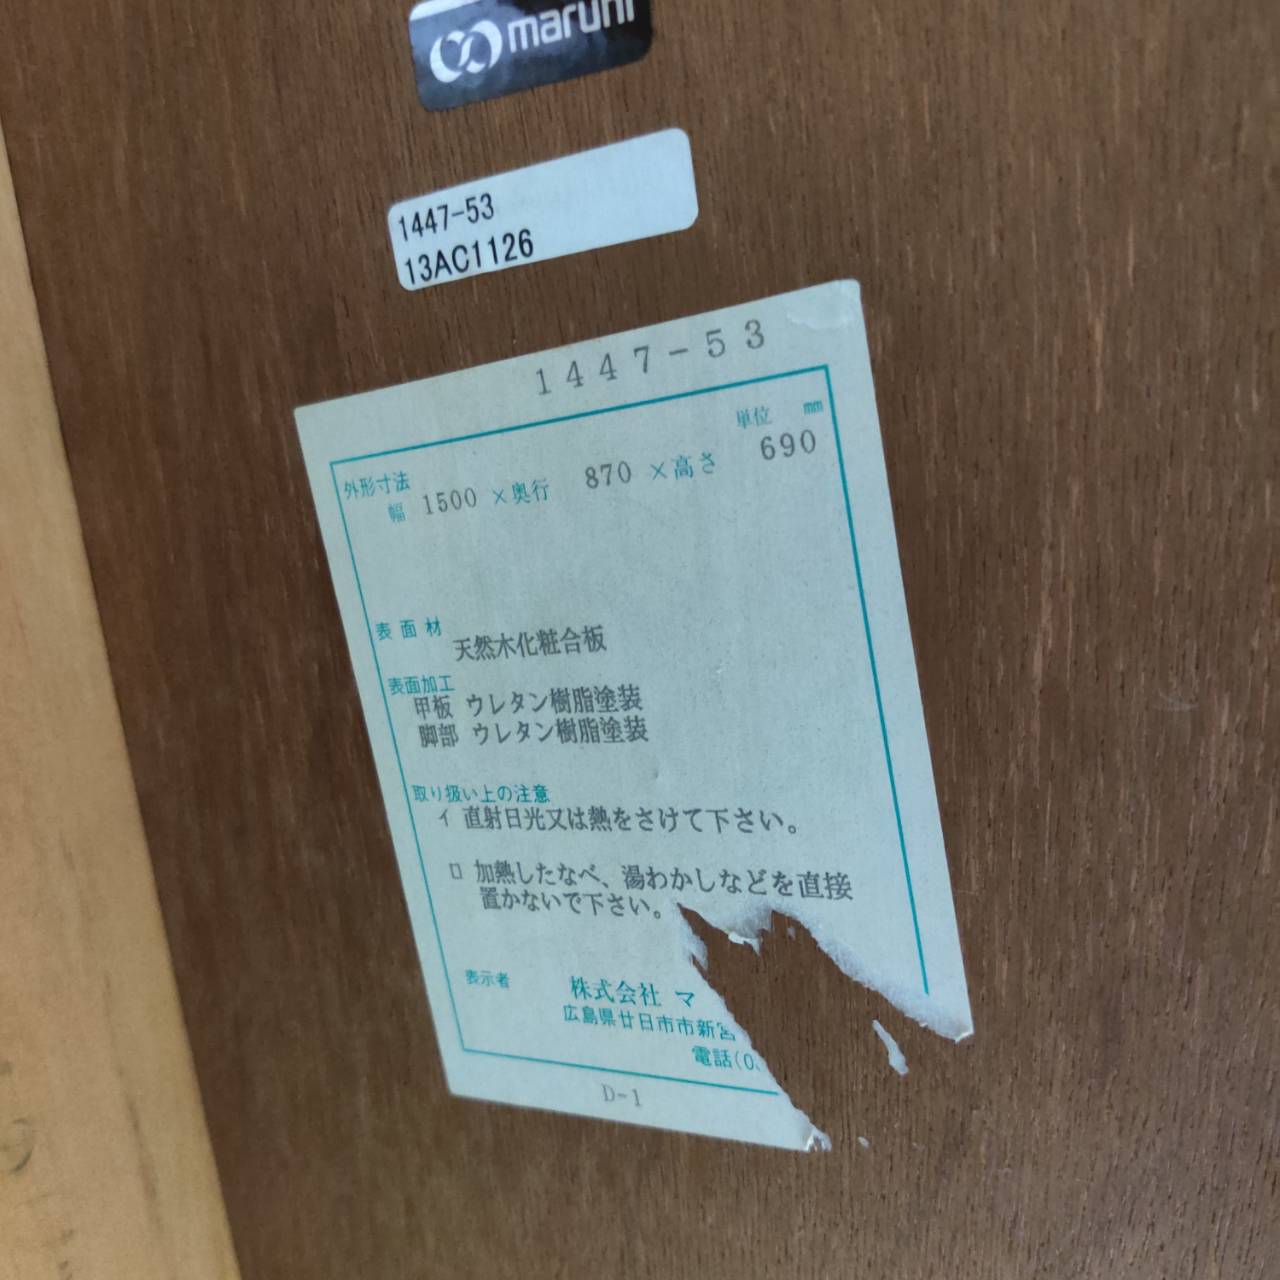 maruni
1447-53
13AC1126
1447-53
単位 mm
外形寸法
幅 1500 ×奥行 870 ×高さ 690
表面材
天然木化粧合板
表面加工
甲板 ウレタン樹脂塗装
脚部 ウレタン樹脂塗装
取り扱い上の注意
イ 直射日光又は熱をさけて下さい。
ロ 加熱したなべ、湯わかしなどを直接
置かないで下さい。
表示者 株式会社 マ
広島県廿日市市新宮
電話(0
D-1